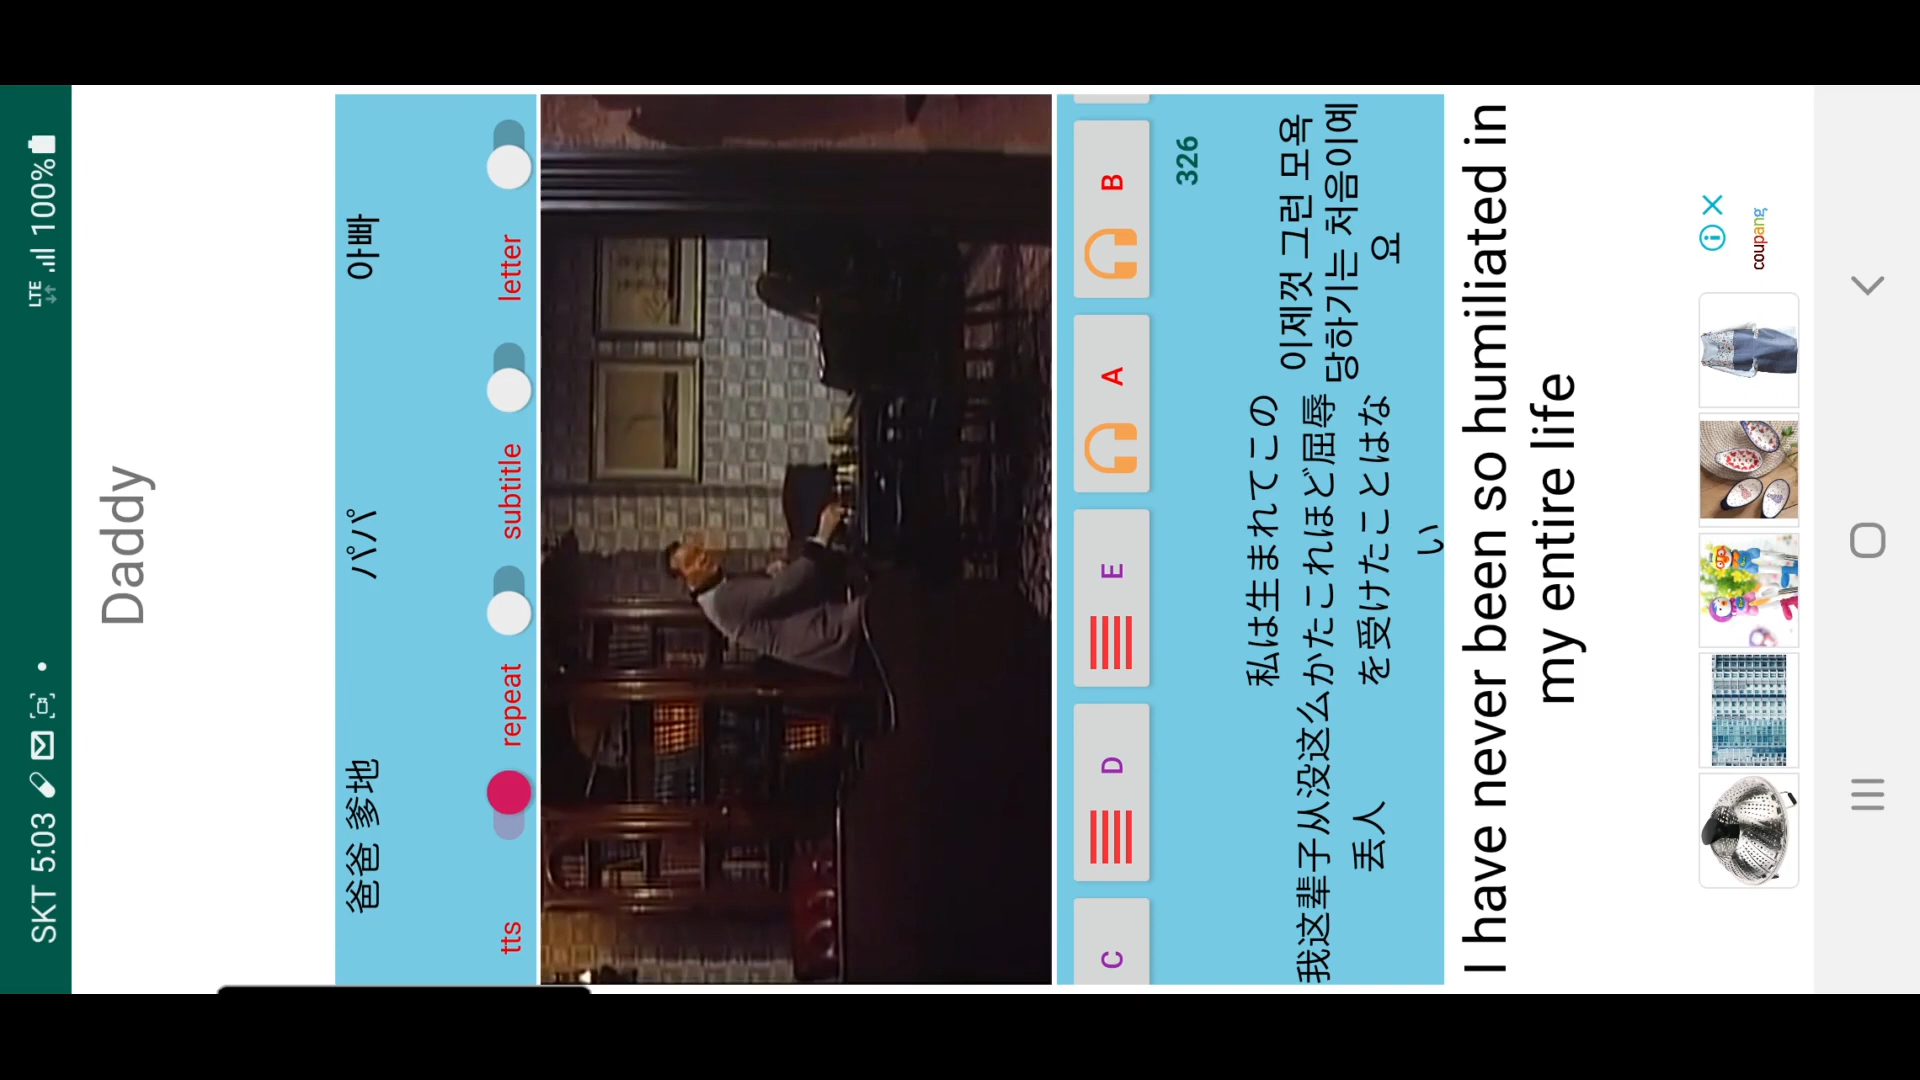 SKT 5:03
LTE 100%
Daddy
爸爸 爹地
パパ
아빠
tts
repeat
subtitle
letter
C
D
E
A
B
326
我这辈子从没这么
丢人
私は生まれてこの
かたこれほど屈辱
を受けたことはな
い
이제껏 그런 모욕
당하기는 처음이에
요
I have never been so humiliated in
my entire life
coupang